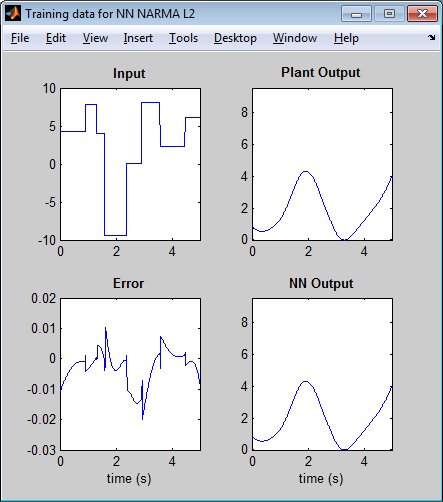 Training data for NN NARMA L2
File Edit View Insert Tools Desktop Window Help
Input
10
5
0
-5
-10
0 2 4
Plant Output
8
6
4
2
0
0 2 4
Error
0.02
0.01
0
-0.01
-0.02
-0.03
0 2 4
time (s)
NN Output
8
6
4
2
0
0 2 4
time (s)